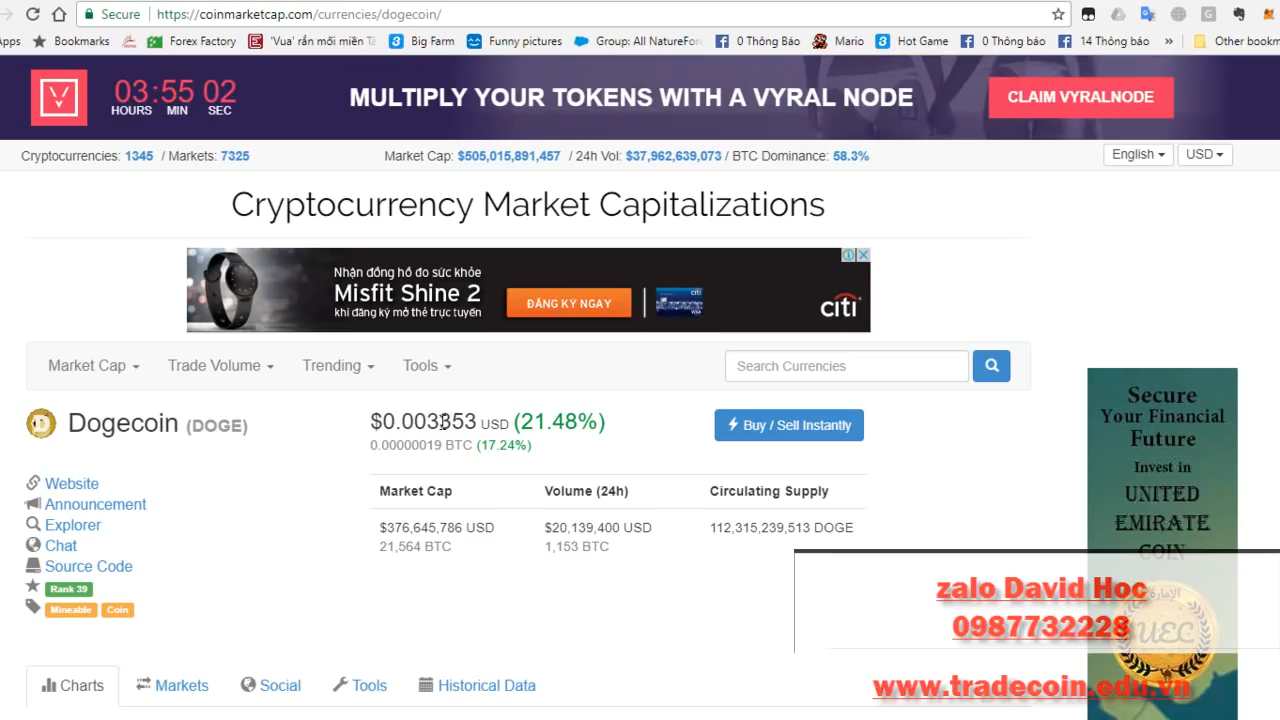 Secure https://coinmarketcap.com/currencies/dogecoin/
Apps Bookmarks Forex Factory 'Vua' rắn mối miền Tâ Big Farm Funny pictures Group: All NatureFore 0 Thông Báo Mario Hot Game 0 Thông báo 14 Thông báo » Other bookm
03:55 02
HOURS MIN SEC
MULTIPLY YOUR TOKENS WITH A VYRAL NODE
CLAIM VYRALNODE
Cryptocurrencies: 1345 / Markets: 7325
Market Cap: $505,015,891,457 / 24h Vol: $37,962,639,073 / BTC Dominance: 58.3%
English USD
Cryptocurrency Market Capitalizations
Nhận đồng hồ đo sức khỏe
Misfit Shine 2
khi đăng ký mở thẻ trực tuyến
ĐĂNG KÝ NGAY
citi
Market Cap Trade Volume Trending Tools
Search Currencies
Dogecoin (DOGE)
$0.003353 USD (21.48%)
0.00000019 BTC (17.24%)
Buy / Sell Instantly
Market Cap Volume (24h) Circulating Supply
$376,645,786 USD $20,139,400 USD 112,315,239,513 DOGE
21,564 BTC 1,153 BTC
Website
Announcement
Explorer
Chat
Source Code
Rank 39
Mineable Coin
Secure
Your Financial
Future
Invest in
UNITED
EMIRATE
COIN
UEC
zalo David Hoc
0987732228
www.tradecoin.edu.vn
Charts Markets Social Tools Historical Data